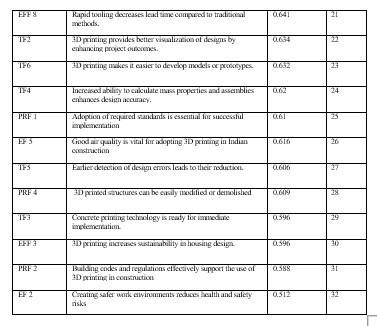 EFF 8 Rapid tooling decreases lead time compared to traditional 0.641 21
methods.
TF2 3D printing provides better visualization of designs by 0.634 22
enhancing project outcomes.
TF6 3D printing makes it easier to develop models or prototypes. 0.632 23
TF4 Increased ability to calculate mass properties and assemblies 0.62 24
enhances design accuracy.
PRF 1 Adoption of required standards is essential for successful 0.61 25
implementation
EF 5 Good air quality is vital for adopting 3D printing in Indian 0.616 26
construction
TF5 Earlier detection of design errors leads to their reduction. 0.606 27
PRF 4 3D printed structures can be easily modified or demolished 0.609 28
TF3 Concrete printing technology is ready for immediate 0.596 29
implementation.
EFF 3 3D printing increases sustainability in housing design. 0.596 30
PRF 2 Building codes and regulations effectively support the use of 0.588 31
3D printing in construction
EF 2 Creating safer work environments reduces health and safety 0.512 32
risks